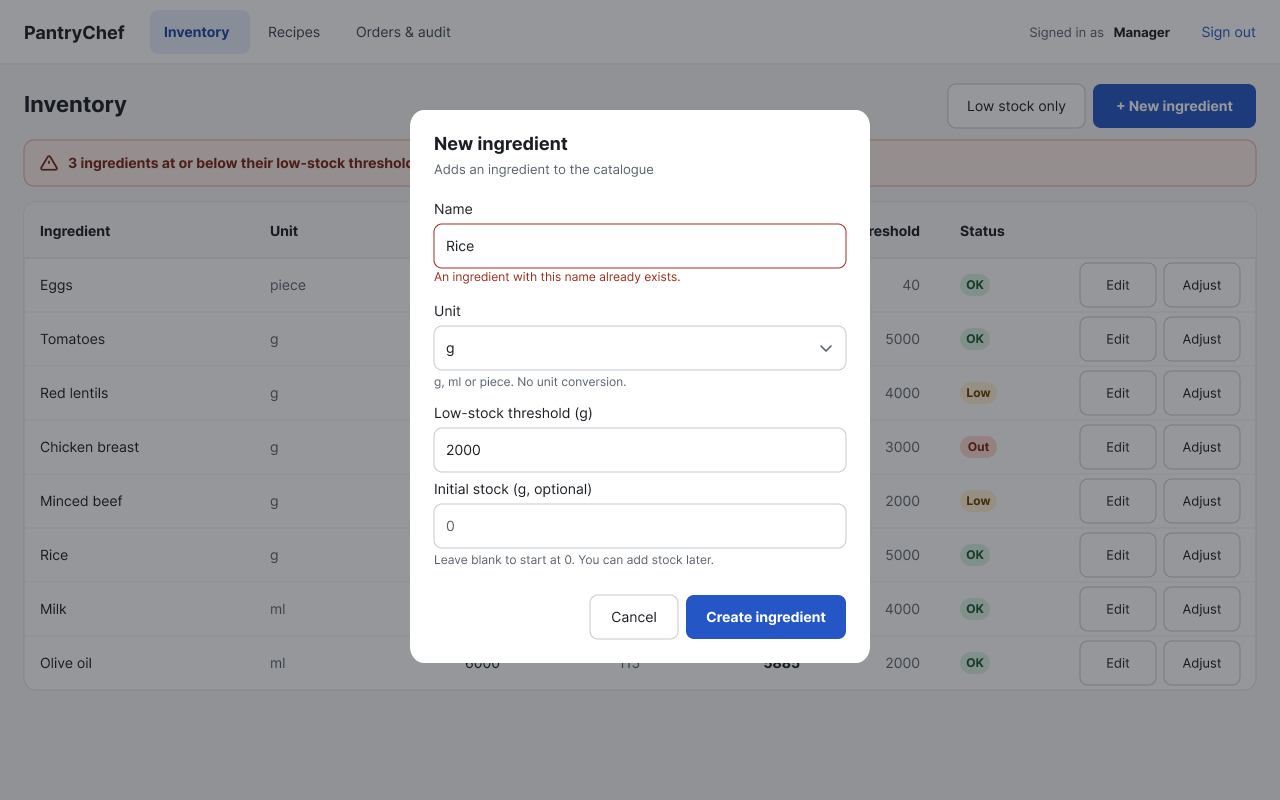 PantryChef Inventory Recipes Orders & audit Signed in as Manager Sign out
Inventory Low stock only + New ingredient
3 ingredients at or below their low-stock
New ingredient
Adds an ingredient to the catalogue
Name
Rice
An ingredient with this name already exists.
Unit
g
g, ml or piece. No unit conversion.
Low-stock threshold (g)
2000
Initial stock (g, optional)
0
Leave blank to start at 0. You can add stock later.
Cancel Create ingredient
Ingredient Unit Status
Eggs piece 40 OK Edit Adjust
Tomatoes g 5000 OK Edit Adjust
Red lentils g 4000 Low Edit Adjust
Chicken breast g 3000 Out Edit Adjust
Minced beef g 2000 Low Edit Adjust
Rice g 5000 OK Edit Adjust
Milk ml 4000 OK Edit Adjust
Olive oil ml 6000 115 5885 2000 OK Edit Adjust